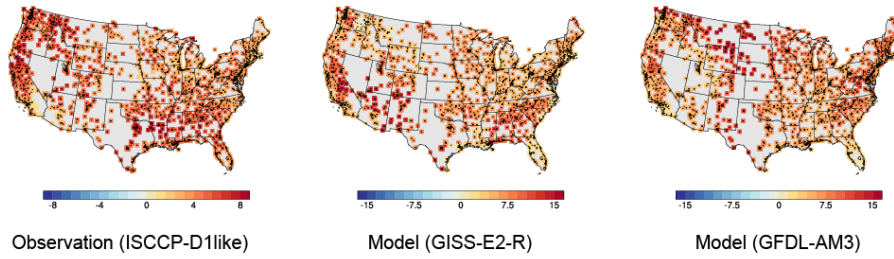 -8 -4 0 4 8
-15 -7.5 0 7.5 15
-15 -7.5 0 7.5 15
Observation (ISCCP-D1like)
Model (GISS-E2-R)
Model (GFDL-AM3)